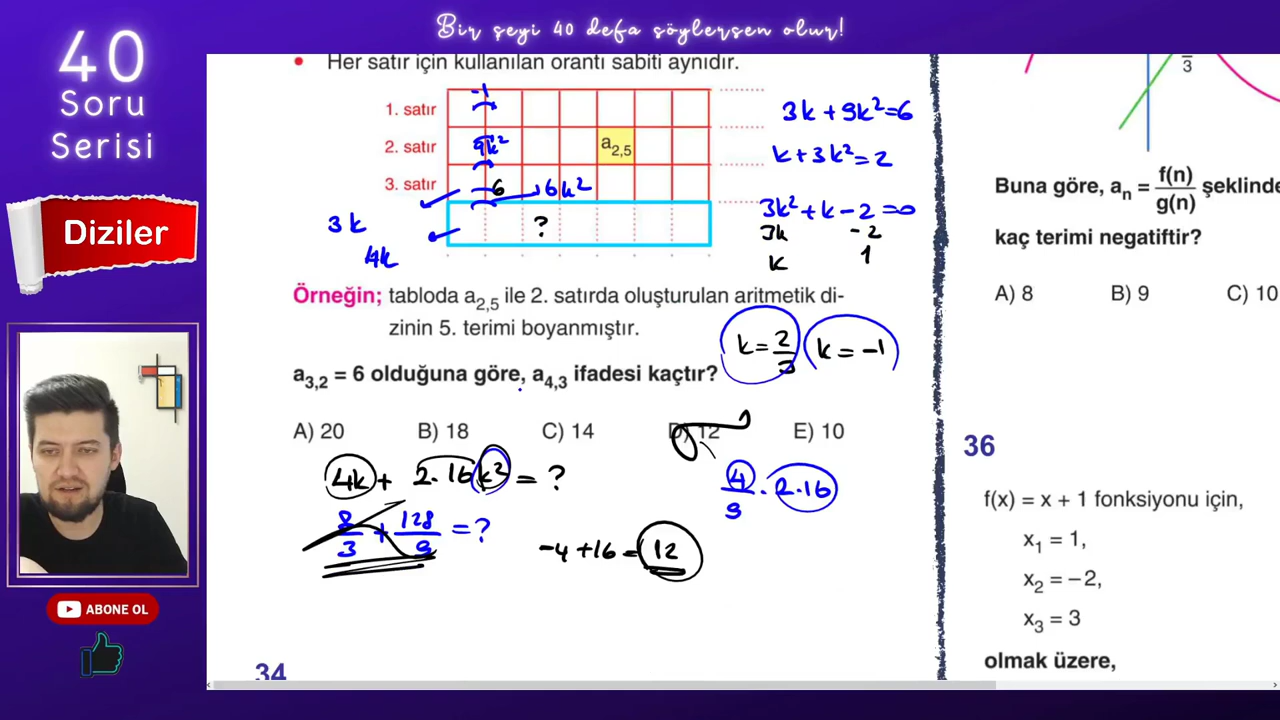 Bir şeyi 40 defa söylersen olur!
40
Soru
Serisi
Diziler
ABONE OL
• Her satır için kullanılan orantı sabiti aynıdır.
1. satır
2. satır
3. satır
-1
9k²
a2,5
6
6k²
?
3k
4k
3k + 9k² = 6
k + 3k² = 2
3k² + k - 2 = 0
3k -2
k 1
Örneğin; tabloda a2,5 ile 2. satırda oluşturulan aritmetik di-
zinin 5. terimi boyanmıştır.
k = 2/3 k = -1
a3,2 = 6 olduğuna göre, a4,3 ifadesi kaçtır?
A) 20 B) 18 C) 14 D) 12 E) 10
4k + 2.16k² = ?
4/9 . 2.16
8/3 + 128/9 = ?
-4 + 16 = 12
34
π/3
Buna göre, an = f(n)/g(n) şeklinde
kaç terimi negatiftir?
A) 8 B) 9 C) 10
36
f(x) = x + 1 fonksiyonu için,
x1 = 1,
x2 = -2,
x3 = 3
olmak üzere,